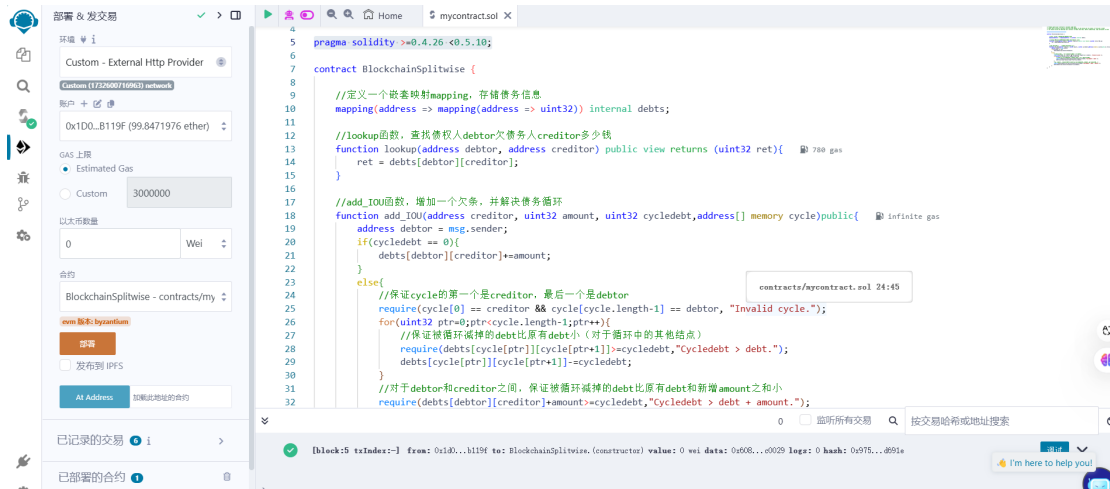 部署 & 发交易
环境
Custom - External Http Provider
Custom (1732600716963) network
账户
0x1D0...B119F (99.8471976 ether)
GAS 上限
Estimated Gas
Custom
3000000
以太币数量
0
Wei
合约
BlockchainSplitwise - contracts/my
evm 版本: byzantium
部署
发布到 IPFS
At Address
加载此地址的合约
已记录的交易 6 i
已部署的合约 1
Home
mycontract.sol
4
5 pragma solidity >=0.4.26 <0.5.10;
6
7 contract BlockchainSplitwise {
8
9 //定义一个嵌套映射mapping，存储债务信息
10 mapping(address => mapping(address => uint32)) internal debts;
11
12 //lookup函数，查找债权人debtor欠债务人creditor多少钱
13 function lookup(address debtor, address creditor) public view returns (uint32 ret){ 780 gas
14 ret = debts[debtor][creditor];
15 }
16
17 //add_IOU函数，增加一个欠条，并解决债务循环
18 function add_IOU(address creditor, uint32 amount, uint32 cycledebt,address[] memory cycle)public{ infinite gas
19 address debtor = msg.sender;
20 if(cycledebt == 0){
21 debts[debtor][creditor]+=amount;
22 }
23 else{
24 //保证cycle的第一个是creditor，最后一个是debtor
contracts/mycontract.sol 24:45
25 require(cycle[0] == creditor && cycle[cycle.length-1] == debtor, "Invalid cycle.");
26 for(uint32 ptr=0;ptr<cycle.length-1;ptr++){
27 //保证被循环减掉的debt比原有debt小（对于循环中的其他结点）
28 require(debts[cycle[ptr]][cycle[ptr+1]]>=cycledebt,"Cycledebt > debt.");
29 debts[cycle[ptr]][cycle[ptr+1]]-=cycledebt;
30 }
31 //对于debtor和creditor之间，保证被循环减掉的debt比原有debt和新增amount之和小
32 require(debts[debtor][creditor]+amount>=cycledebt,"Cycledebt > debt + amount.");
0
监听所有交易
按交易哈希或地址搜索
[block:5 txIndex:-] from: 0x1d0...b119f to: BlockchainSplitwise.(constructor) value: 0 wei data: 0x608...c0029 logs: 0 hash: 0x975...d691e
调试
I'm here to help you!